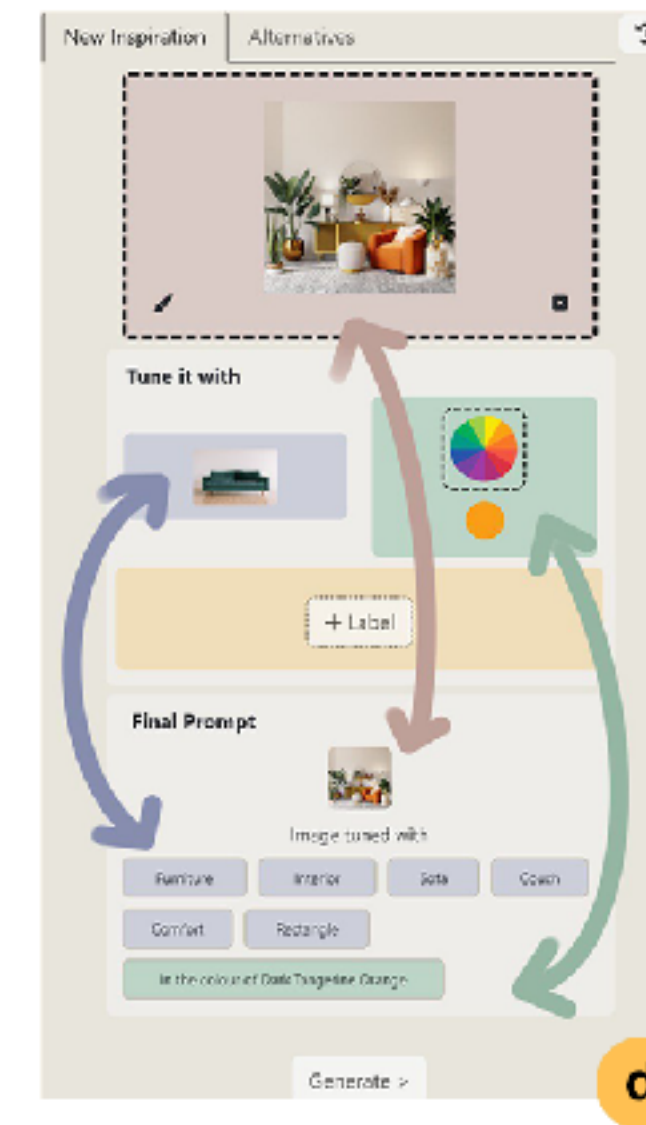 New Inspiration
Alternatives
Tune it with
+ Label
Final Prompt
Image tuned with
Furniture
Interior
Sofa
Couch
Comfort
Rectangle
in the colour of Dark Tangerine Orange
Generate >
d